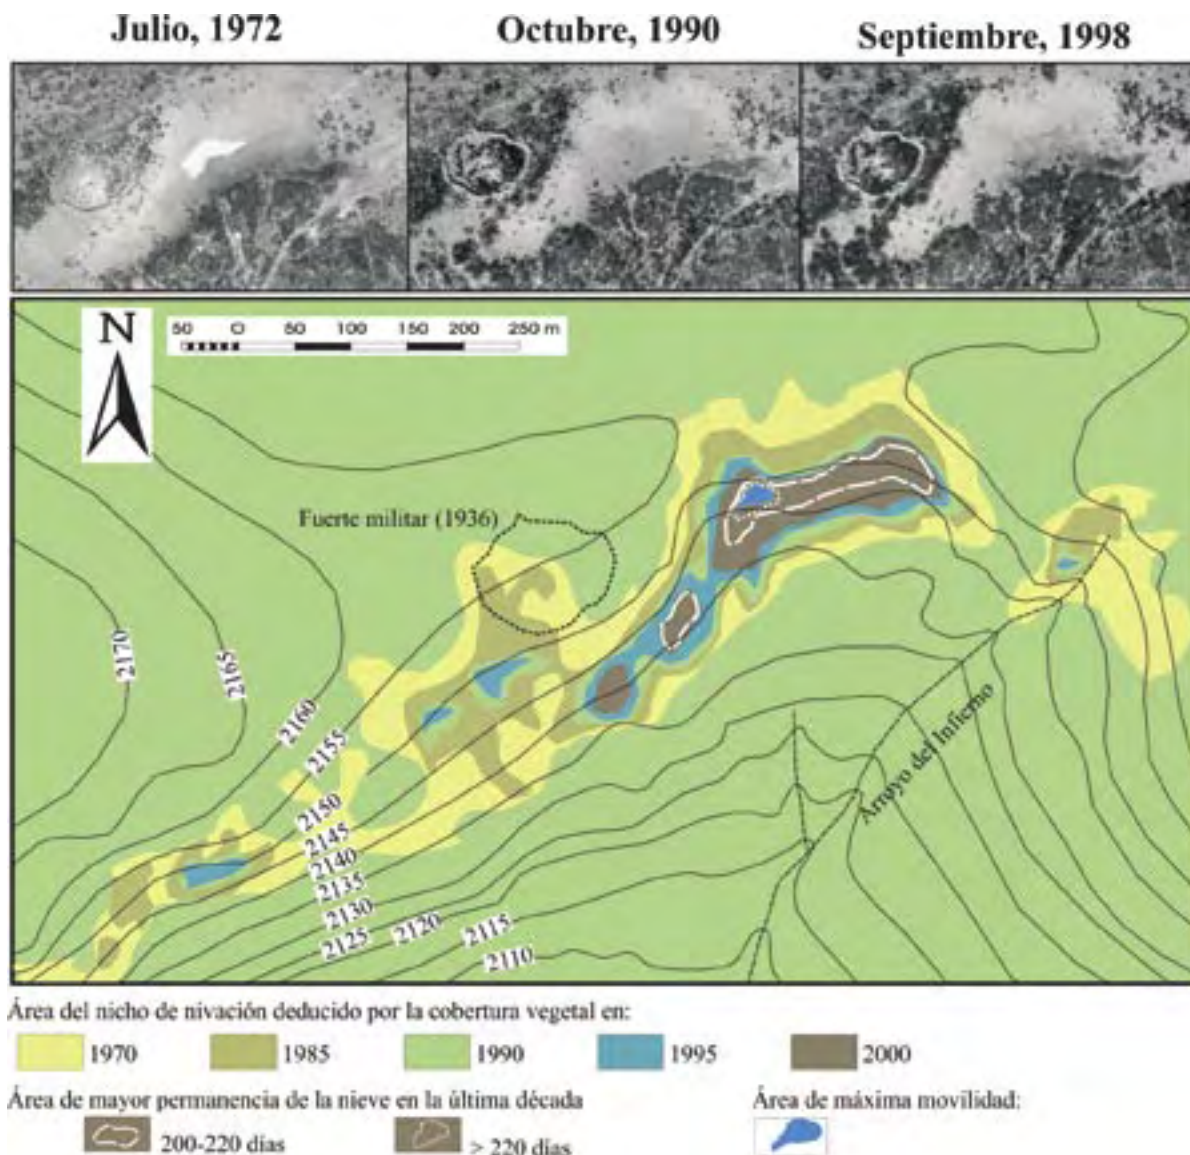 Julio, 1972
Octubre, 1990
Septiembre, 1998
N
50 0 50 100 150 200 250 m
Fuerte militar (1936)
2170
2165
2160
2155
2150
2145
2140
2135
2130
2125
2120
2115
2110
Arroyo del Infierno
Área del nicho de nivación deducido por la cobertura vegetal en:
1970 1985 1990 1995 2000
Área de mayor permanencia de la nieve en la última década
Área de máxima movilidad:
200-220 días > 220 días